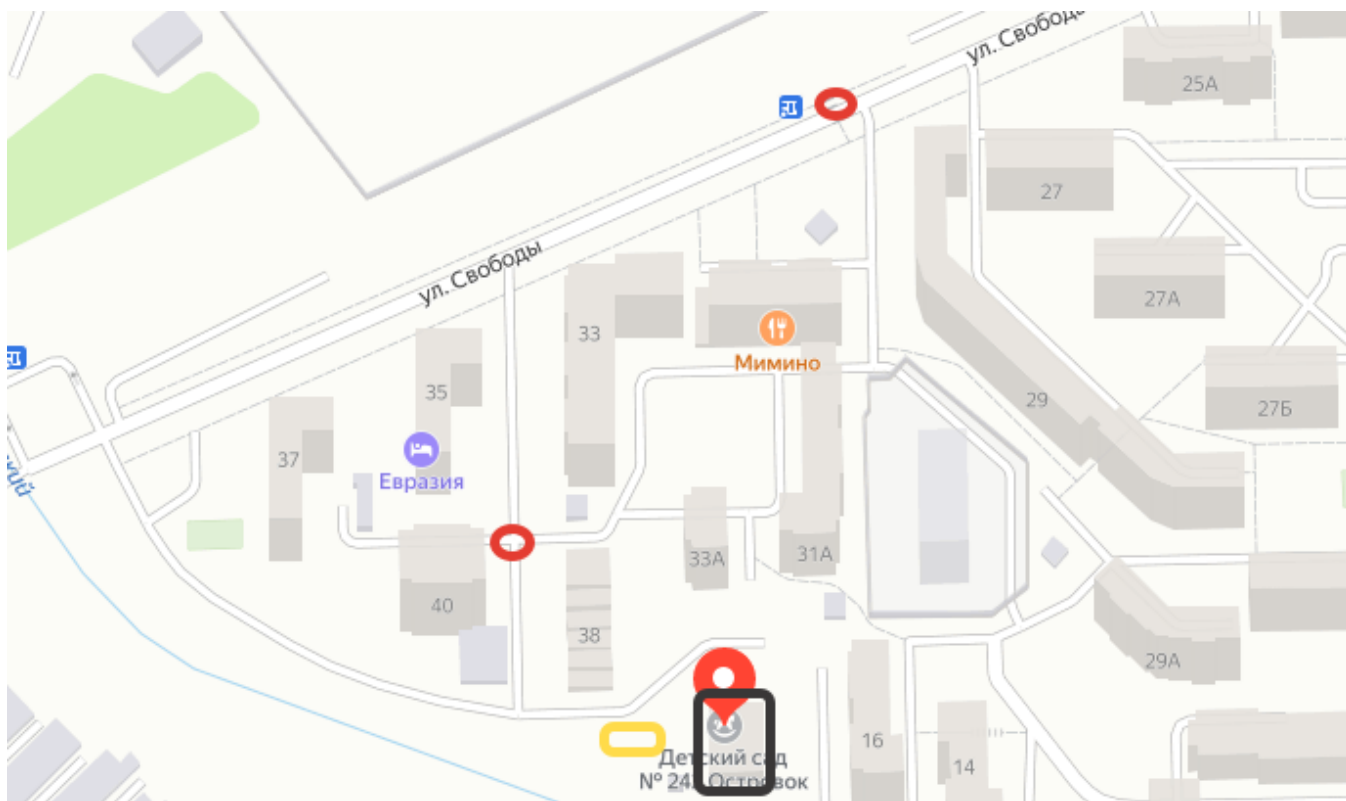 ул. Свободы
25А
27
ул. Свободы
27А
33
Мимино
35
29
27Б
37
Евразия
33А
31А
40
38
29А
Детский сад
16
14
Островок